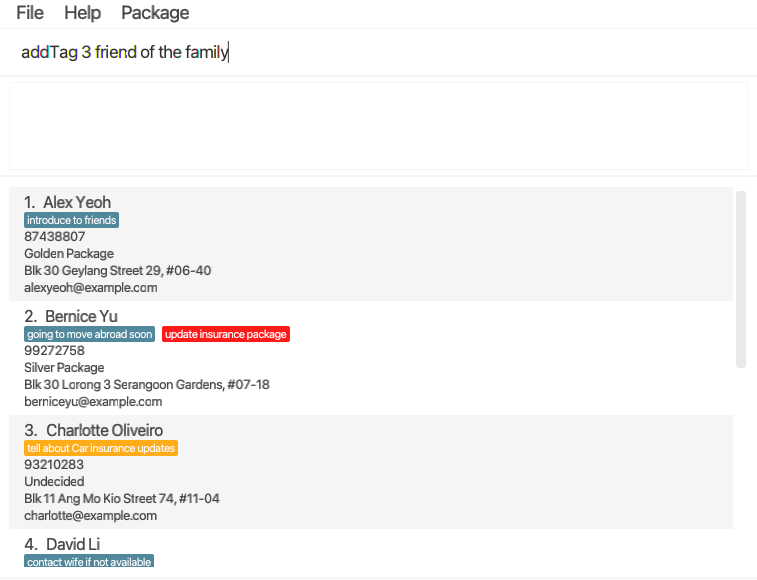 File Help Package
addTag 3 friend of the family
1. Alex Yeoh
introduce to friends
87438807
Golden Package
Blk 30 Geylang Street 29, #06-40
alexyeoh@example.com
2. Bernice Yu
going to move abroad soon update insurance package
99272758
Silver Package
Blk 30 Lorong 3 Serangoon Gardens, #07-18
berniceyu@example.com
3. Charlotte Oliveiro
tell about Car insurance updates
93210283
Undecided
Blk 11 Ang Mo Kio Street 74, #11-04
charlotte@example.com
4. David Li
contact wife if not available